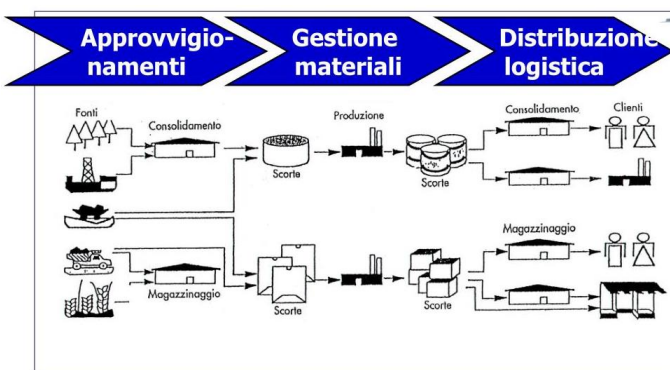 Approvvigio-
namenti
Gestione
materiali
Distribuzione
logistica
Fonti
Consolidamento
Produzione
Consolidamento
Clienti
Scorte
Scorte
Magazzinaggio
Magazzinaggio
Scorte
Scorte